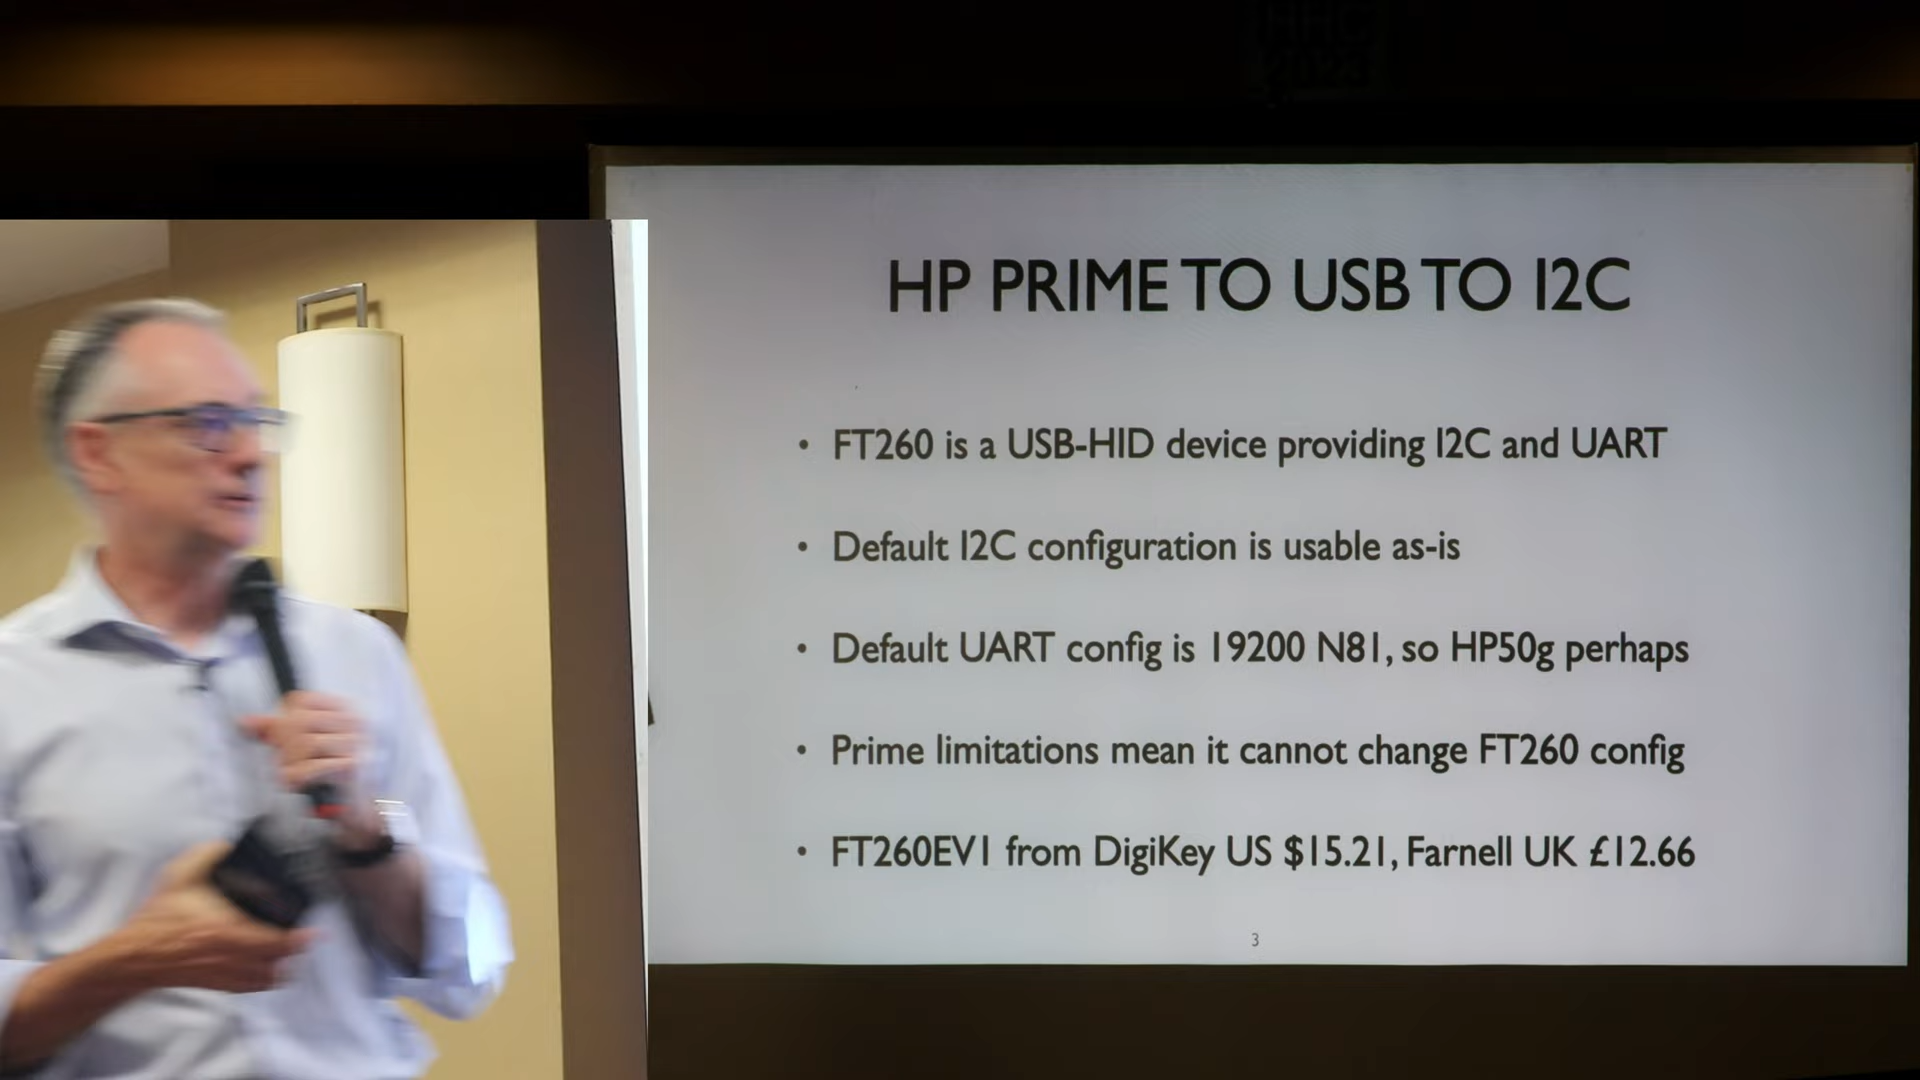 HHC
HP PRIME TO USB TO I2C
• FT260 is a USB-HID device providing I2C and UART
• Default I2C configuration is usable as-is
• Default UART config is 19200 N81, so HP50g perhaps
• Prime limitations mean it cannot change FT260 config
• FT260EV1 from DigiKey US $15.21, Farnell UK £12.66
3